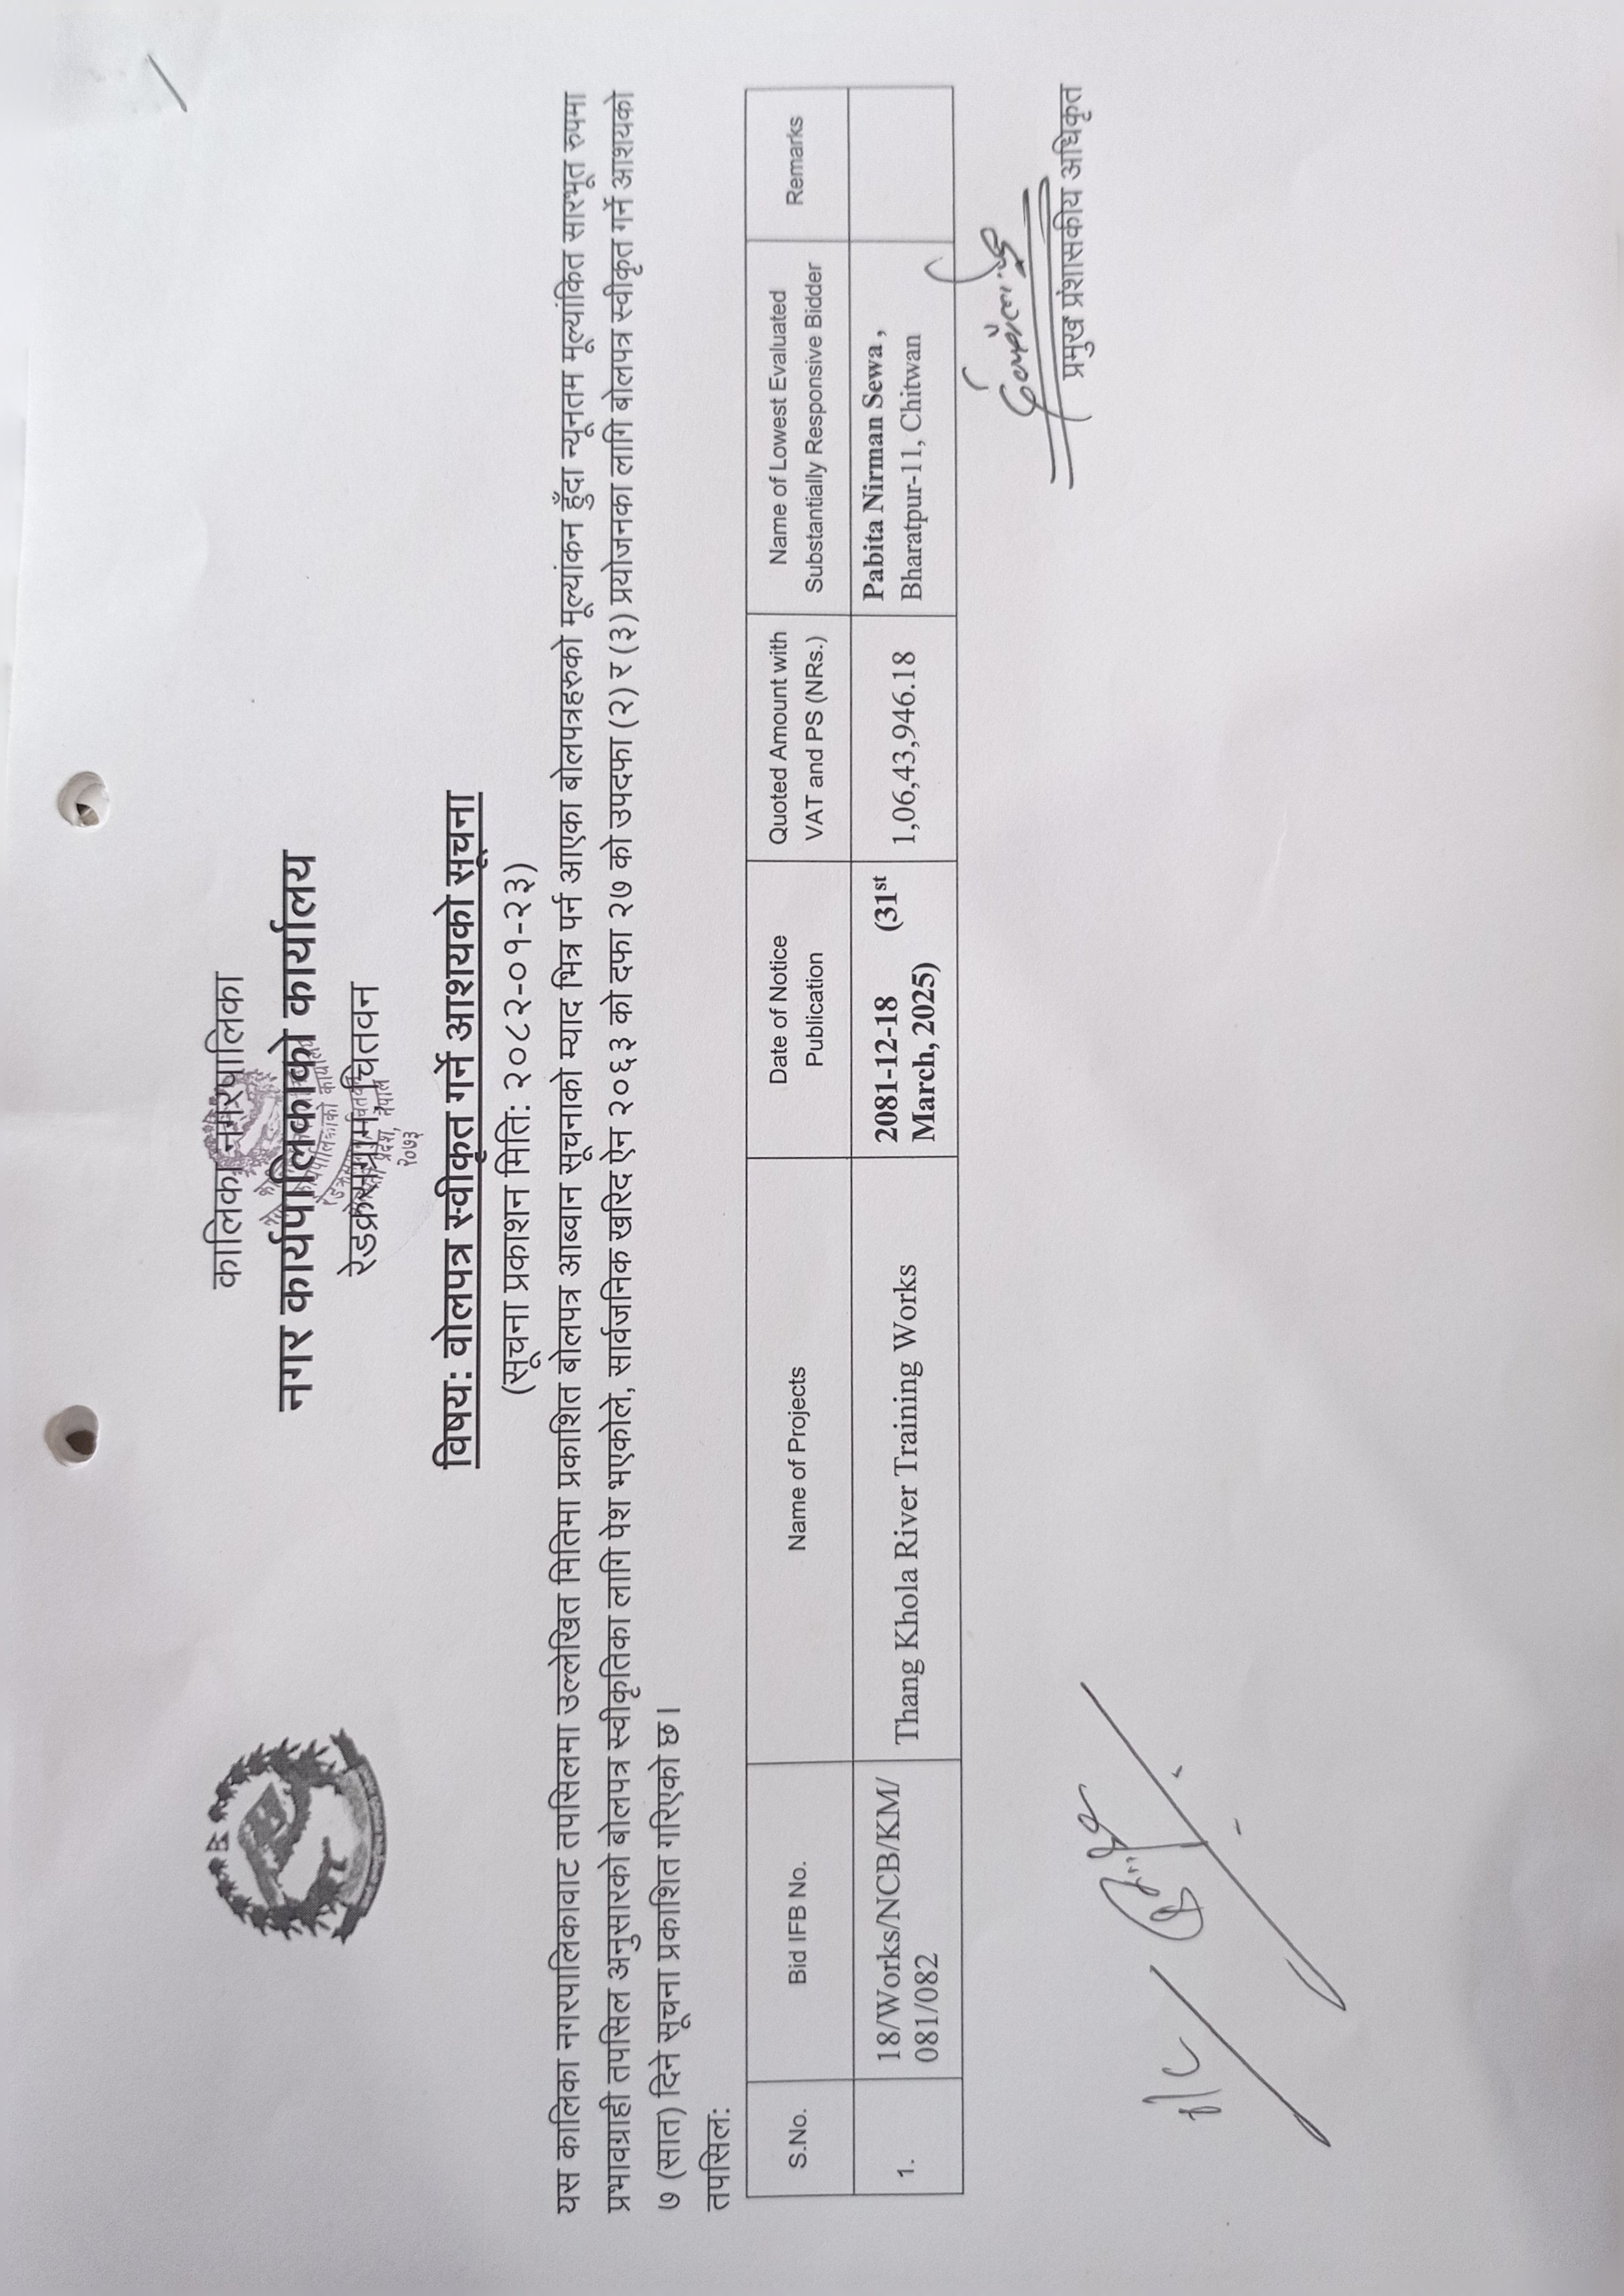 कालिका नगरपालिका
नगर कार्यपालिकाको कार्यालय
रेडक्रसग्राम, चितवन
२०७३
विषय: वोलपत्र स्वीकृत गर्ने आशयको सूचना
(सूचना प्रकाशन मिति: २०८२-०१-२३)
यस कालिका नगरपालिकावाट तपसिलमा उल्लेखित मितिमा प्रकाशित बोलपत्र आब्वान सूचनाको म्याद भित्र पर्न आएका बोलपत्रहरुको मूल्यांकन हुँदा न्यूनतम मूल्यांकित सारभूत रुपमा
प्रभावग्राही तपसिल अनुसारको बोलपत्र स्वीकृतिका लागि पेश भएकोले, सार्वजनिक खरिद ऐन २०६३ को दफा २७ को उपदफा (२) र (३) प्रयोजनका लागि बोलपत्र स्वीकृत गर्ने आशयको
७ (सात) दिने सूचना प्रकाशित गरिएको छ।
तपसिल:
S.No. Bid IFB No. Name of Projects Date of Notice Publication Quoted Amount with VAT and PS (NRs.) Name of Lowest Evaluated Substantially Responsive Bidder Remarks
1. 18/Works/NCB/KM/081/082 Thang Khola River Training Works 2081-12-18 (31st March, 2025) 1,06,43,946.18 Pabita Nirman Sewa , Bharatpur-11, Chitwan
प्रमुख प्रशासकीय अधिकृत